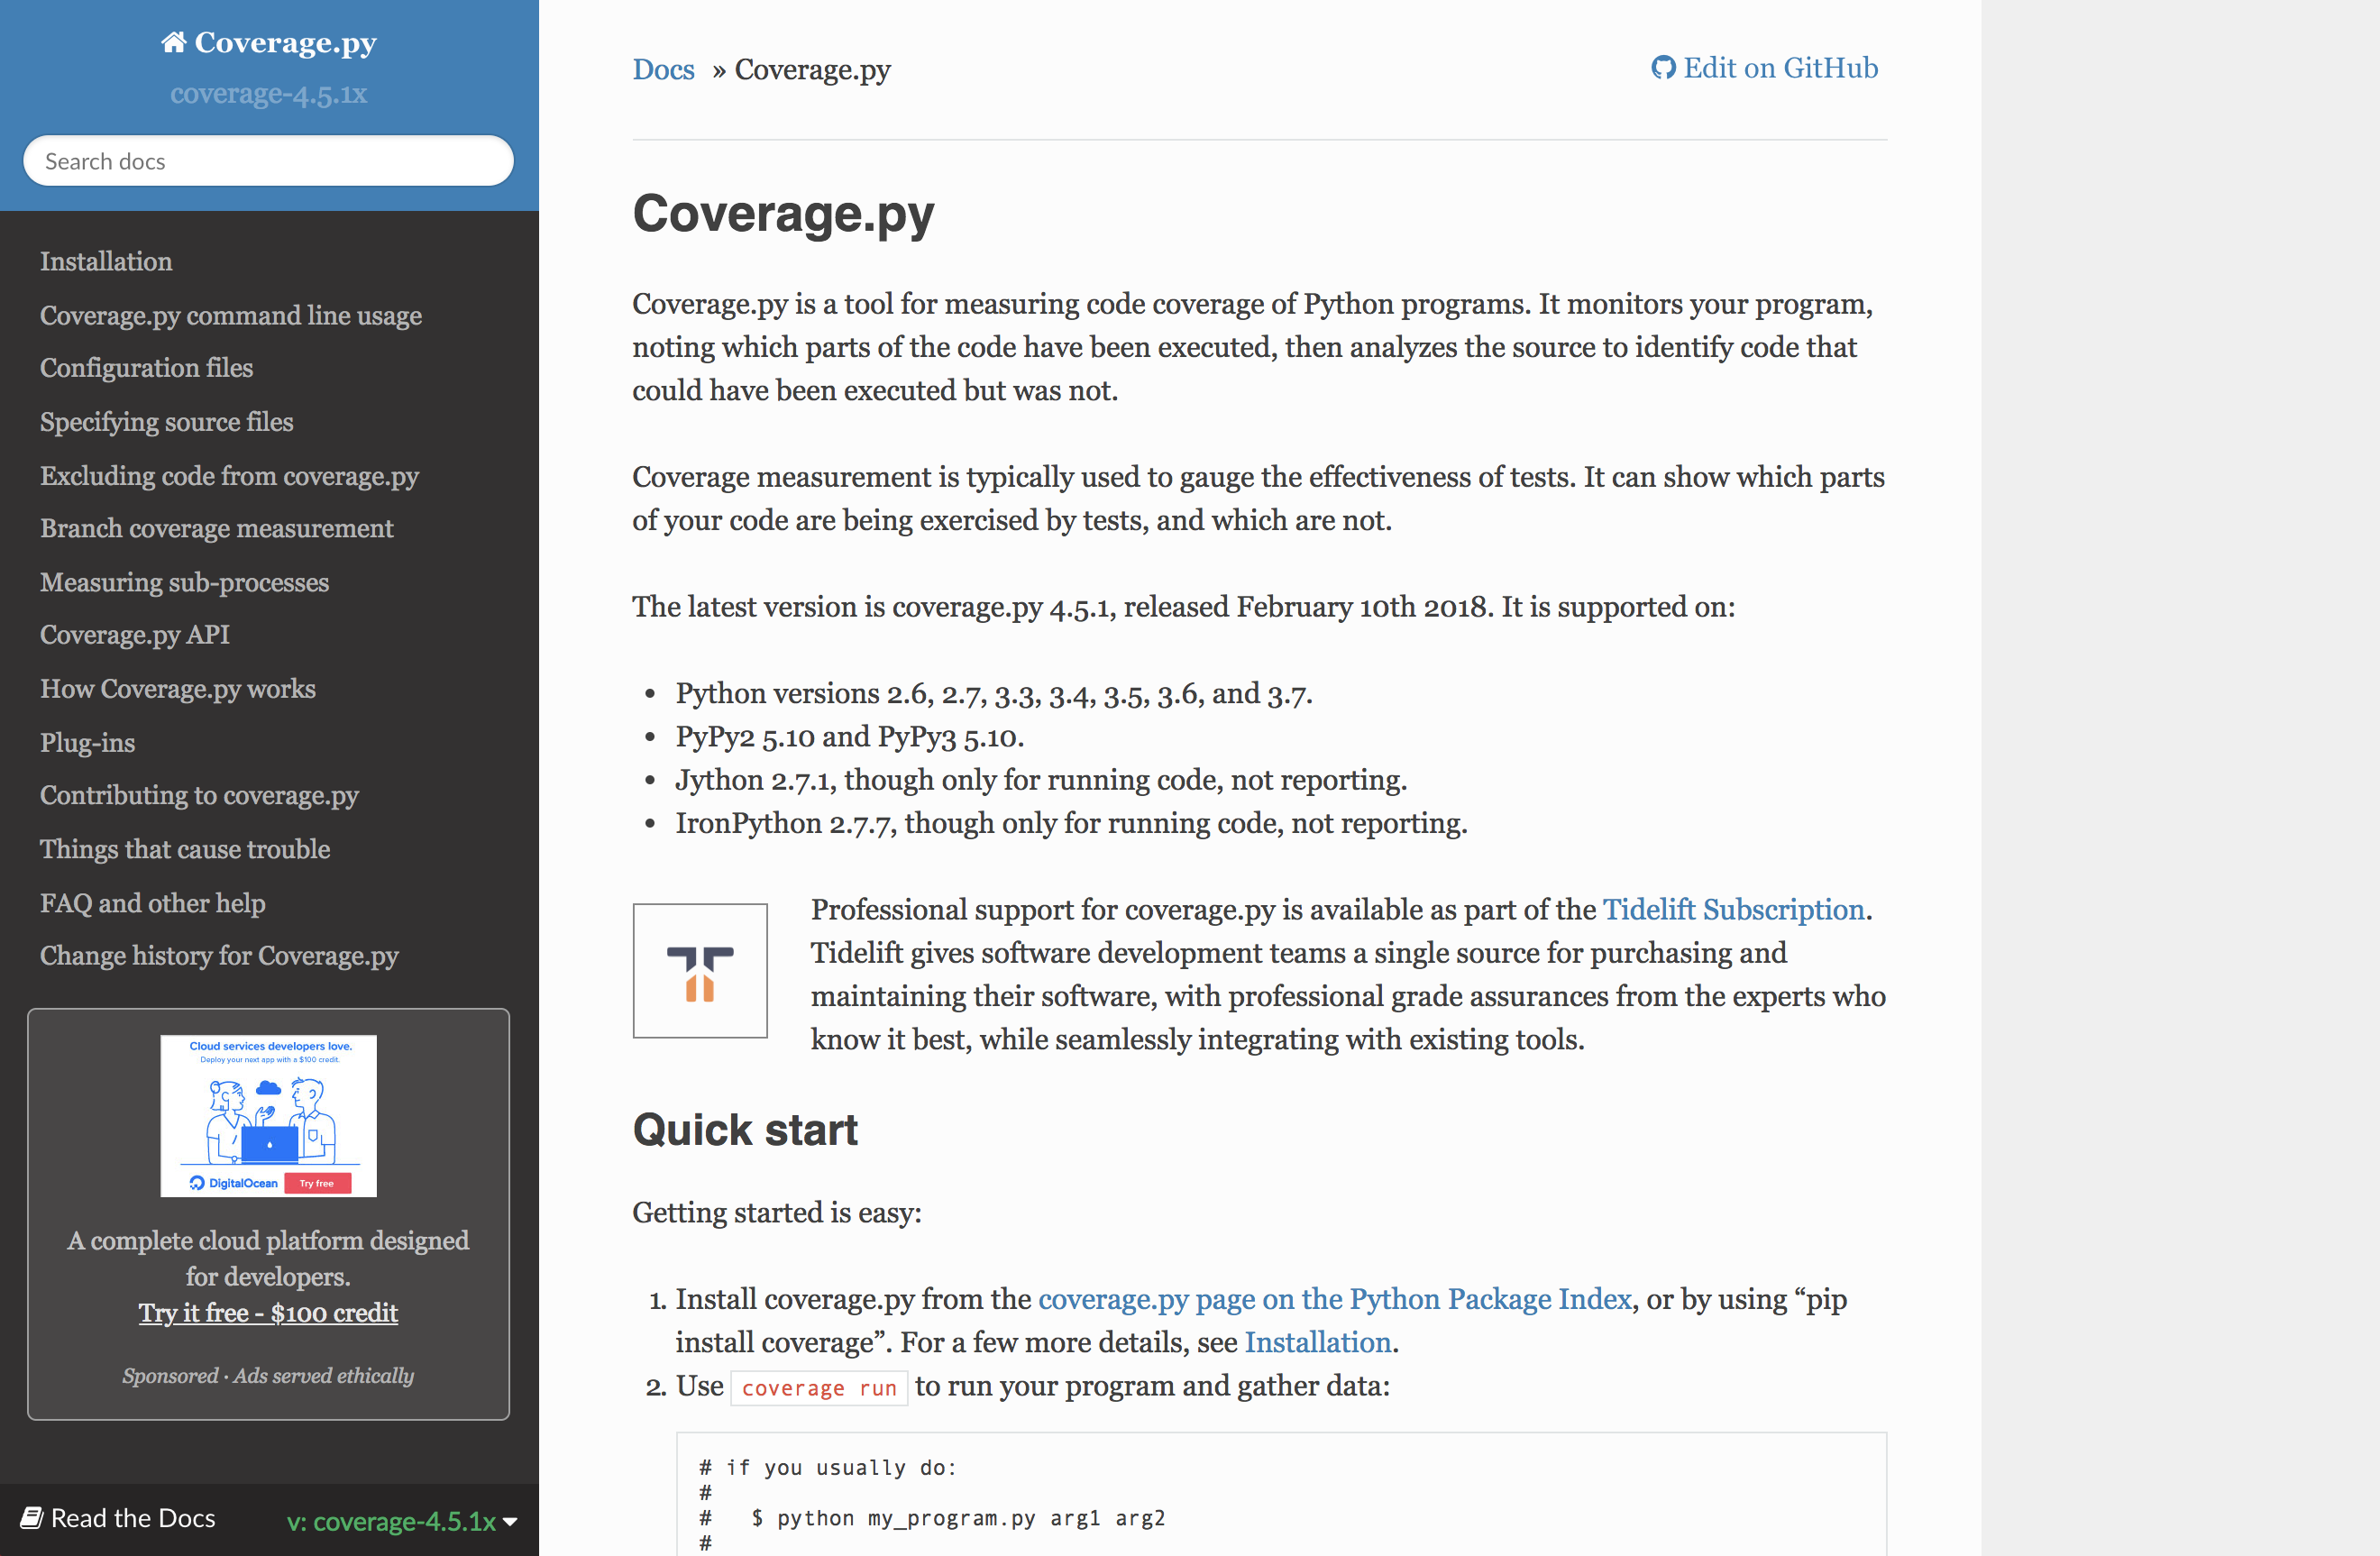 Coverage.py
coverage-4.5.1x
Search docs
Installation
Coverage.py command line usage
Configuration files
Specifying source files
Excluding code from coverage.py
Branch coverage measurement
Measuring sub-processes
Coverage.py API
How Coverage.py works
Plug-ins
Contributing to coverage.py
Things that cause trouble
FAQ and other help
Change history for Coverage.py
Cloud services developers love.
Deploy your next app with a $100 credit.
DigitalOcean Try free
A complete cloud platform designed
for developers.
Try it free - $100 credit
Sponsored · Ads served ethically
Read the Docs v: coverage-4.5.1x
Docs » Coverage.py Edit on GitHub
Coverage.py
Coverage.py is a tool for measuring code coverage of Python programs. It monitors your program,
noting which parts of the code have been executed, then analyzes the source to identify code that
could have been executed but was not.
Coverage measurement is typically used to gauge the effectiveness of tests. It can show which parts
of your code are being exercised by tests, and which are not.
The latest version is coverage.py 4.5.1, released February 10th 2018. It is supported on:
• Python versions 2.6, 2.7, 3.3, 3.4, 3.5, 3.6, and 3.7.
• PyPy2 5.10 and PyPy3 5.10.
• Jython 2.7.1, though only for running code, not reporting.
• IronPython 2.7.7, though only for running code, not reporting.
Professional support for coverage.py is available as part of the Tidelift Subscription.
Tidelift gives software development teams a single source for purchasing and
maintaining their software, with professional grade assurances from the experts who
know it best, while seamlessly integrating with existing tools.
Quick start
Getting started is easy:
1. Install coverage.py from the coverage.py page on the Python Package Index, or by using “pip
install coverage”. For a few more details, see Installation.
2. Use coverage run to run your program and gather data:
# if you usually do:
#
#   $ python my_program.py arg1 arg2
#